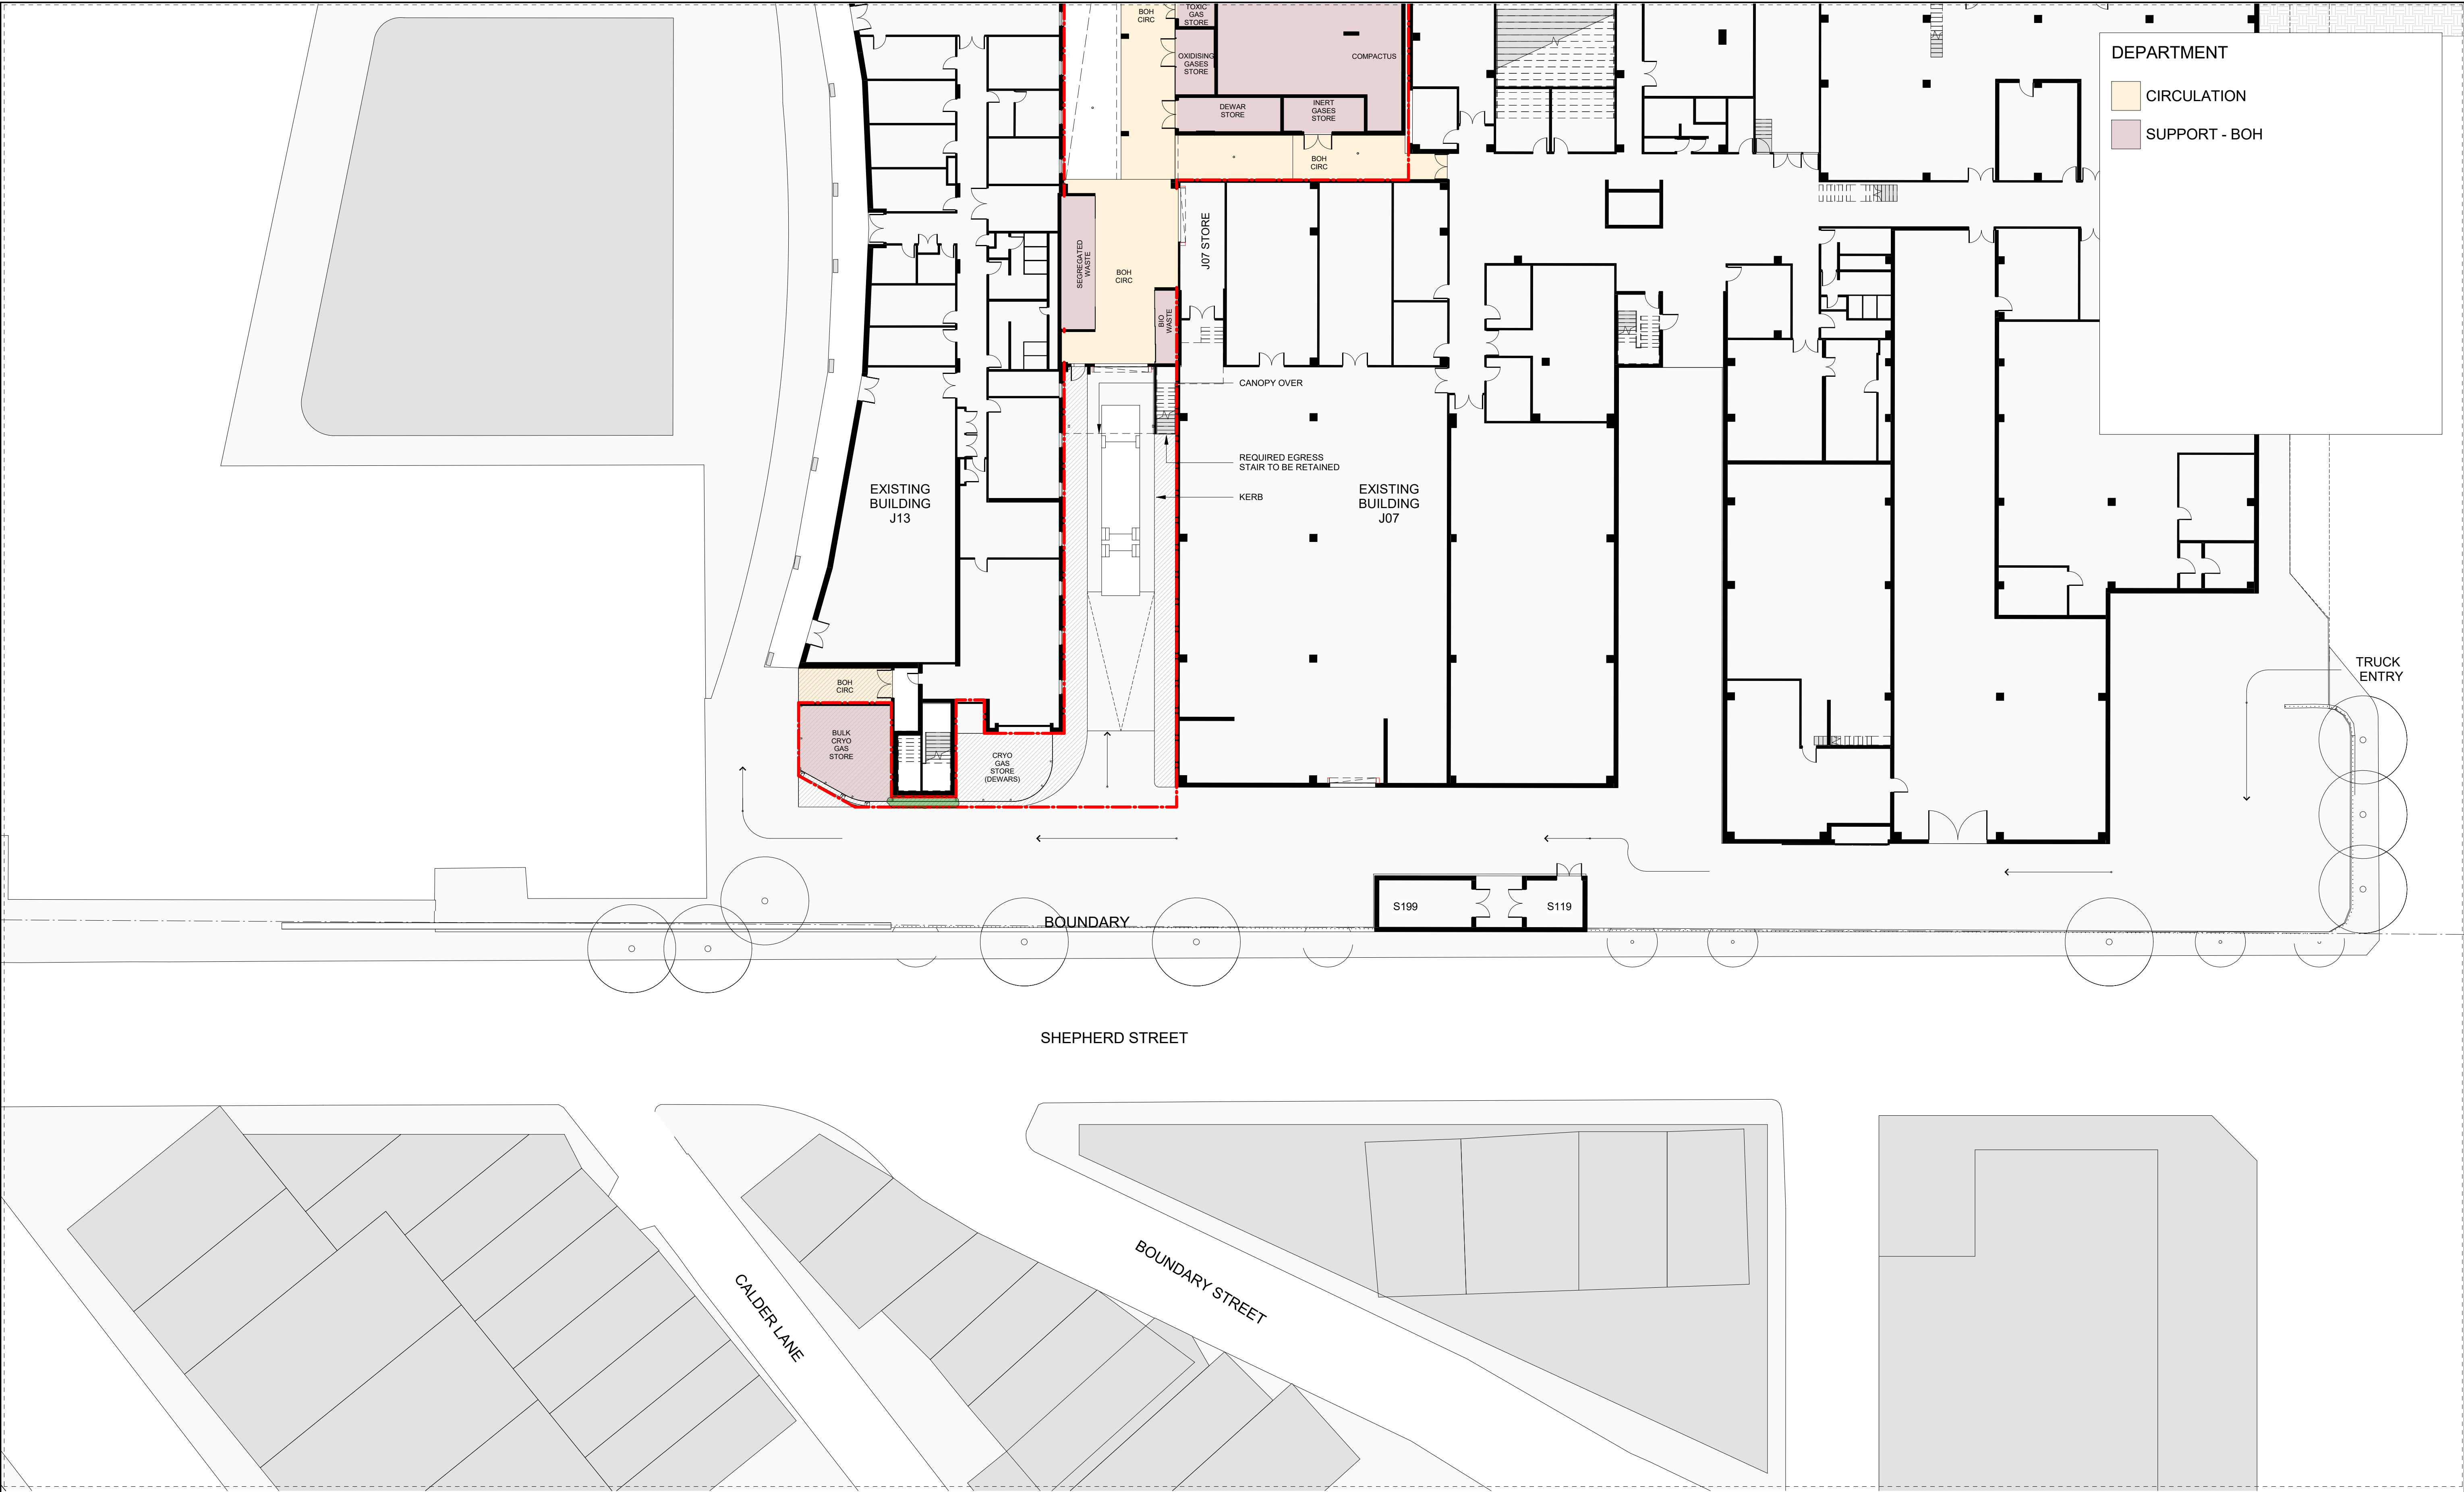 BOH
CIRC
TOXIC
GAS
STORE
OXIDISING
GASES
STORE
COMPACTUS
DEWAR
STORE
INERT
GASES
STORE
BOH
CIRC
DEPARTMENT
CIRCULATION
SUPPORT - BOH
SEGREGATED
WASTE
BOH
CIRC
J07 STORE
BIO
WASTE
CANOPY OVER
REQUIRED EGRESS
STAIR TO BE RETAINED
KERB
EXISTING
BUILDING
J13
EXISTING
BUILDING
J07
TRUCK
ENTRY
BOH
CIRC
BULK
CRYO
GAS
STORE
CRYO
GAS
STORE
(DEWARS)
S199
S119
BOUNDARY
SHEPHERD STREET
BOUNDARY STREET
CALDER LANE